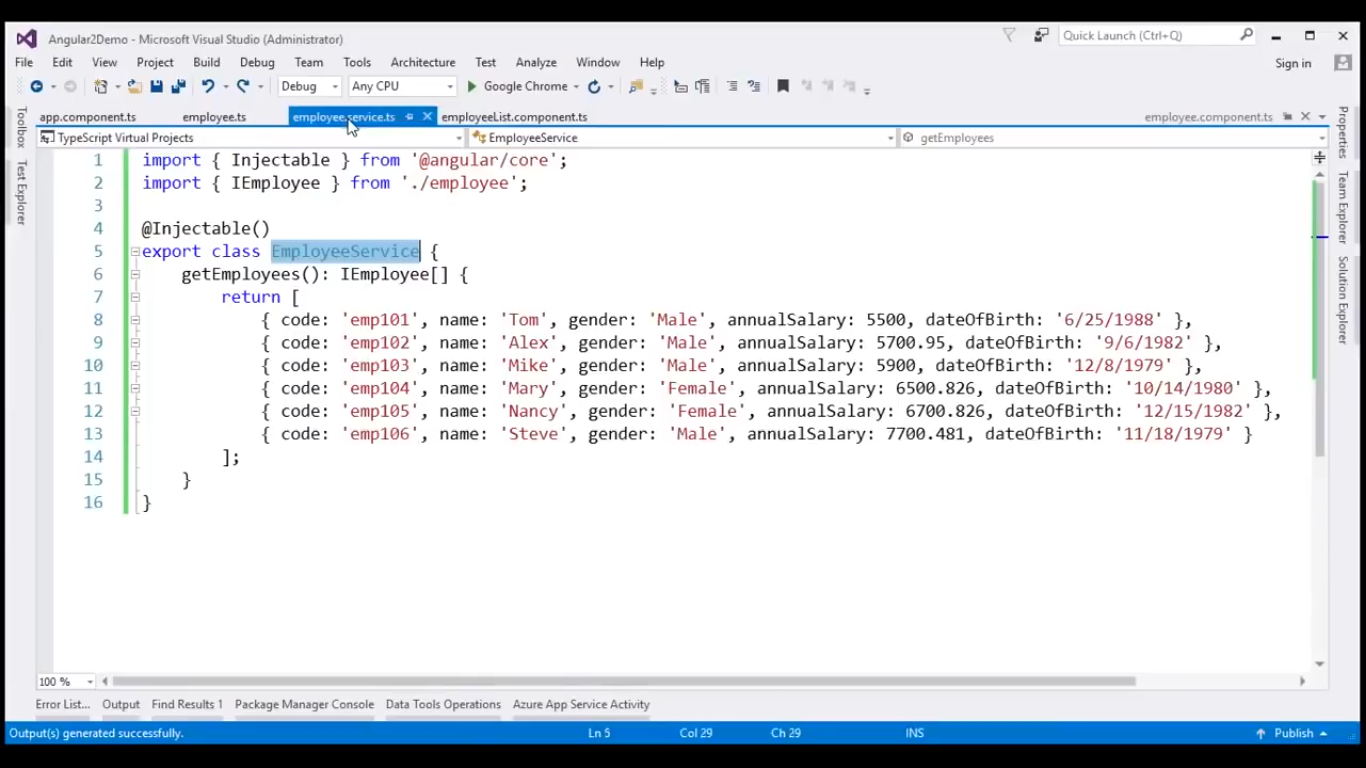 Angular2Demo - Microsoft Visual Studio (Administrator)
Quick Launch (Ctrl+Q)
File Edit View Project Build Debug Team Tools Architecture Test Analyze Window Help
Sign in
Debug Any CPU Google Chrome
app.component.ts employee.ts employee.service.ts employeeList.component.ts employee.component.ts
TypeScript Virtual Projects EmployeeService getEmployees
Toolbox
Test Explorer
1 import { Injectable } from '@angular/core';
2 import { IEmployee } from './employee';
3
4 @Injectable()
5 export class EmployeeService {
6 getEmployees(): IEmployee[] {
7 return [
8 { code: 'emp101', name: 'Tom', gender: 'Male', annualSalary: 5500, dateOfBirth: '6/25/1988' },
9 { code: 'emp102', name: 'Alex', gender: 'Male', annualSalary: 5700.95, dateOfBirth: '9/6/1982' },
10 { code: 'emp103', name: 'Mike', gender: 'Male', annualSalary: 5900, dateOfBirth: '12/8/1979' },
11 { code: 'emp104', name: 'Mary', gender: 'Female', annualSalary: 6500.826, dateOfBirth: '10/14/1980' },
12 { code: 'emp105', name: 'Nancy', gender: 'Female', annualSalary: 6700.826, dateOfBirth: '12/15/1982' },
13 { code: 'emp106', name: 'Steve', gender: 'Male', annualSalary: 7700.481, dateOfBirth: '11/18/1979' }
14 ];
15 }
16 }
Properties
Team Explorer
Solution Explorer
100 %
Error List... Output Find Results 1 Package Manager Console Data Tools Operations Azure App Service Activity
Output(s) generated successfully. Ln 5 Col 29 Ch 29 INS Publish